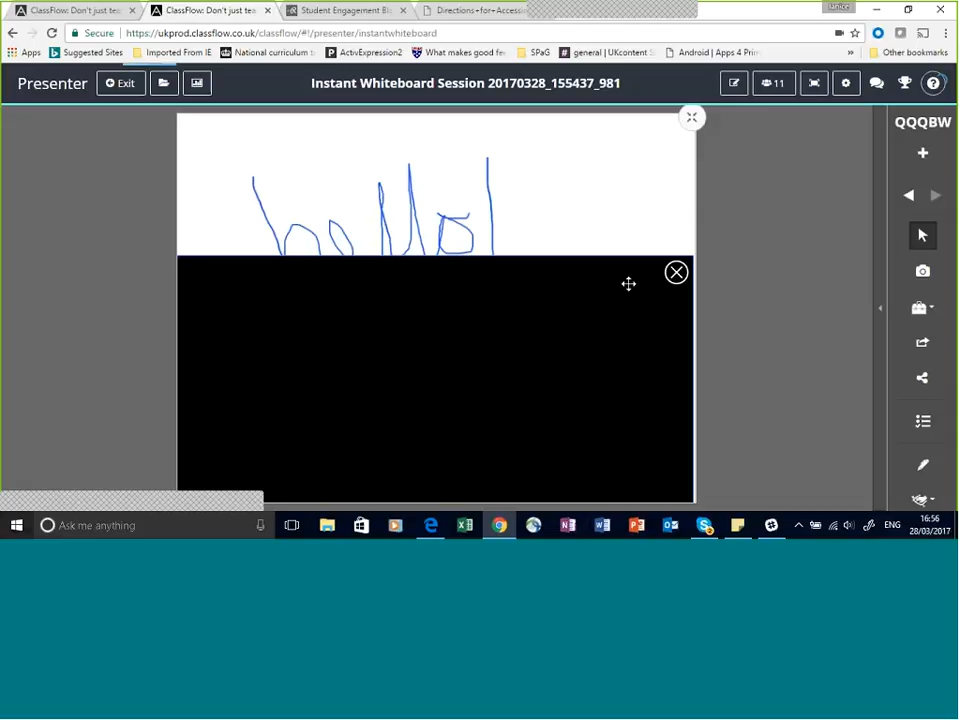 ClassFlow: Don't just tea
ClassFlow: Don't just tea
Student Engagement Bl
Directions-for-Accessi
Janice
Secure
https://ukprod.classflow.co.uk/classflow/#!/presenter/instantwhiteboard
Apps
Suggested Sites
Imported From IE
National curriculum
ActivExpression2
What makes good fe
SPaG
general | UKcontent
Android | Apps 4 Prim
»
Other bookmarks
Presenter
Exit
Instant Whiteboard Session 20170328_155437_981
11
QQQBW
hello!
Ask me anything
ENG
16:56
28/03/2017